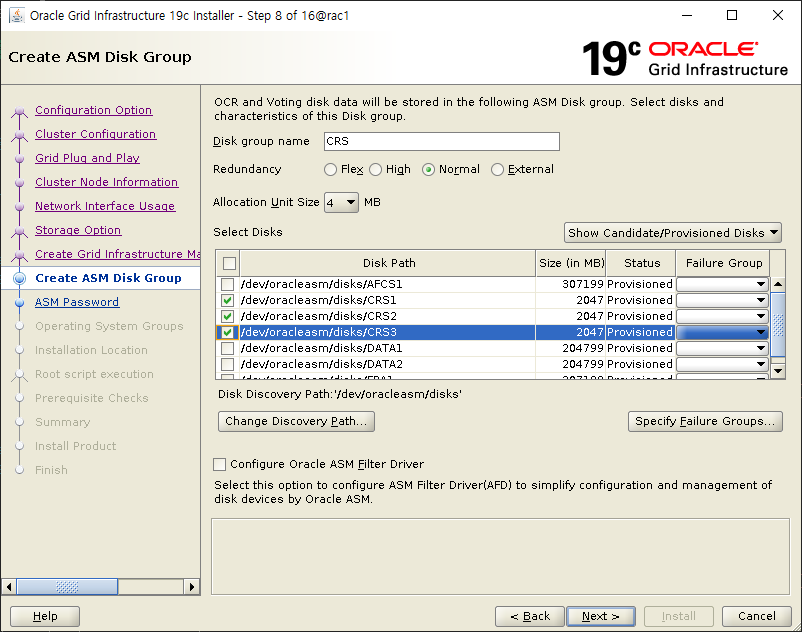 Oracle Grid Infrastructure 19c Installer - Step 8 of 16@rac1
Create ASM Disk Group
19c ORACLE
Grid Infrastructure
Configuration Option
Cluster Configuration
Grid Plug and Play
Cluster Node Information
Network Interface Usage
Storage Option
Create Grid Infrastructure Ma
Create ASM Disk Group
ASM Password
Operating System Groups
Installation Location
Root script execution
Prerequisite Checks
Summary
Install Product
Finish
OCR and Voting disk data will be stored in the following ASM Disk group. Select disks and
characteristics of this Disk group.
Disk group name CRS
Redundancy Flex High Normal External
Allocation Unit Size 4 MB
Select Disks Show Candidate/Provisioned Disks
Disk Path Size (in MB) Status Failure Group
/dev/oracleasm/disks/AFCS1 307199 Provisioned
/dev/oracleasm/disks/CRS1 2047 Provisioned
/dev/oracleasm/disks/CRS2 2047 Provisioned
/dev/oracleasm/disks/CRS3 2047 Provisioned
/dev/oracleasm/disks/DATA1 204799 Provisioned
/dev/oracleasm/disks/DATA2 204799 Provisioned
Disk Discovery Path:'/dev/oracleasm/disks'
Change Discovery Path... Specify Failure Groups...
Configure Oracle ASM Filter Driver
Select this option to configure ASM Filter Driver(AFD) to simplify configuration and management of
disk devices by Oracle ASM.
Help < Back Next > Install Cancel